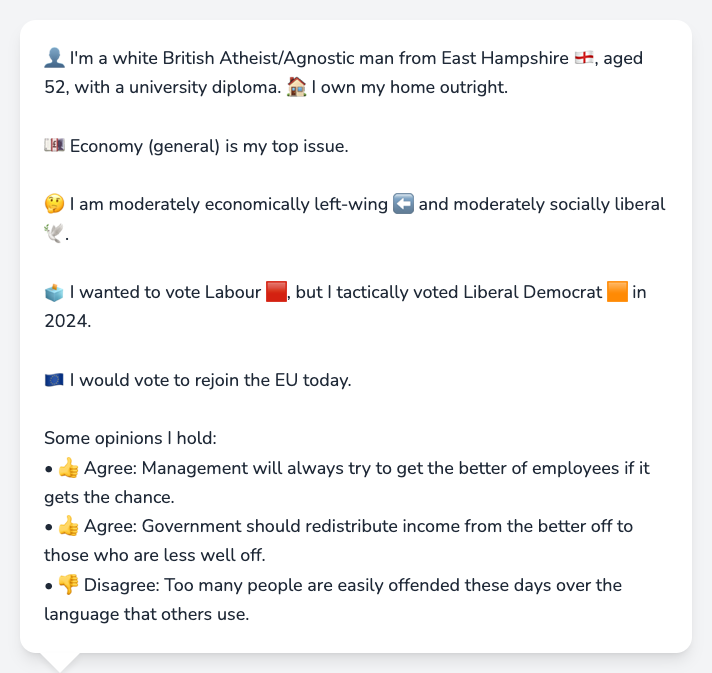 👤 I'm a white British Atheist/Agnostic man from East Hampshire 🏴󠁧󠁢󠁥󠁮󠁧󠁿, aged
52, with a university diploma. 🏠 I own my home outright.
💷 Economy (general) is my top issue.
🤔 I am moderately economically left-wing ⬅️ and moderately socially liberal
🕊️.
🗳️ I wanted to vote Labour 🟥, but I tactically voted Liberal Democrat 🟧 in
2024.
🇪🇺 I would vote to rejoin the EU today.
Some opinions I hold:
• 👍 Agree: Management will always try to get the better of employees if it
gets the chance.
• 👍 Agree: Government should redistribute income from the better off to
those who are less well off.
• 👎 Disagree: Too many people are easily offended these days over the
language that others use.